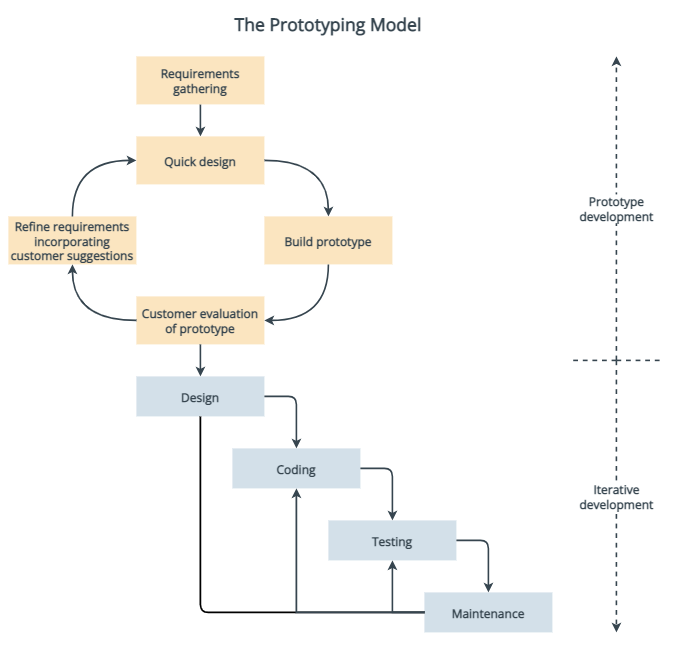 The Prototyping Model
Requirements
gathering
Quick design
Prototype
development
Refine requirements
incorporating
customer suggestions
Build prototype
Customer evaluation
of prototype
Design
Coding
Iterative
development
Testing
Maintenance